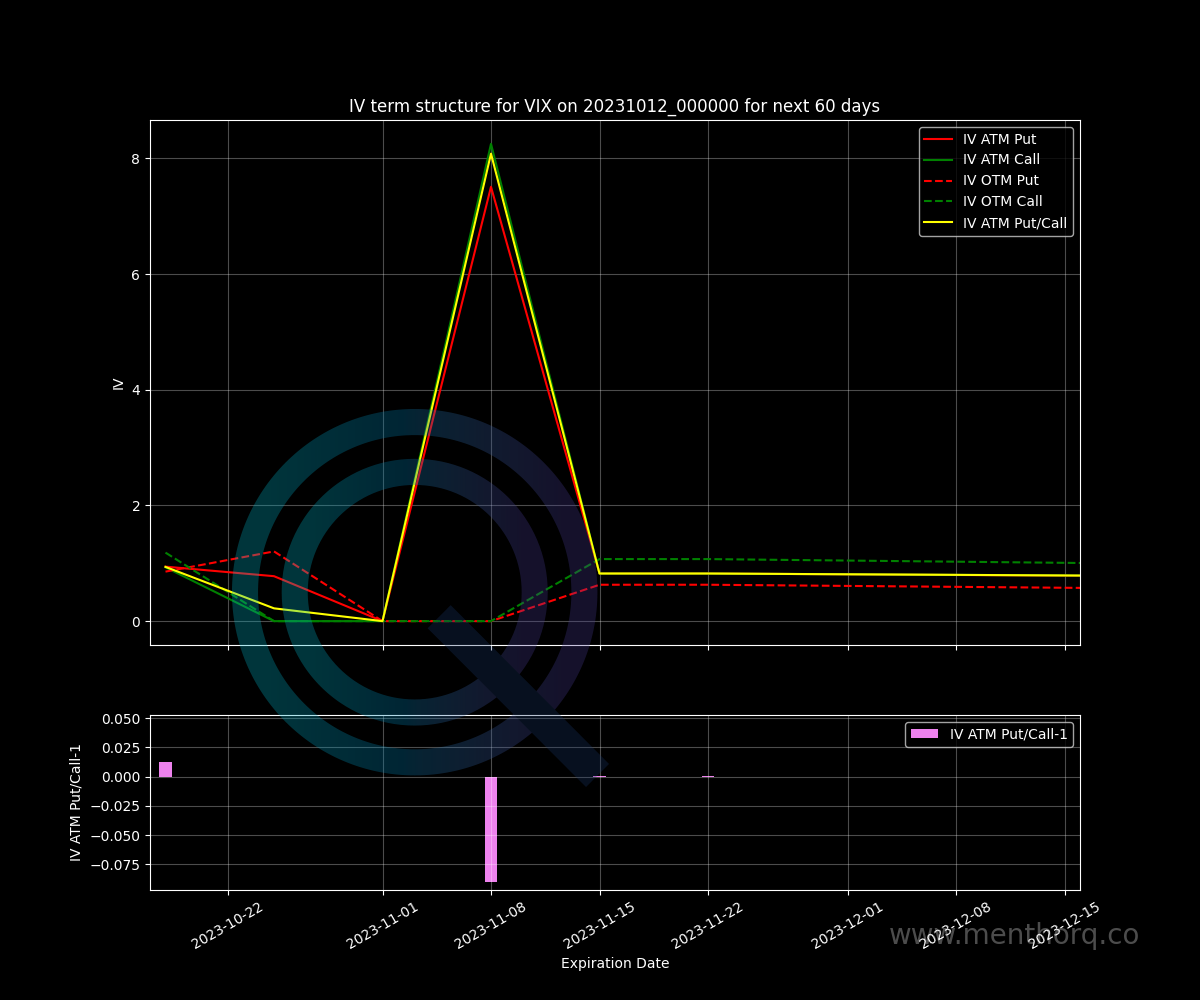 IV term structure for VIX on 20231012_000000 for next 60 days
IV ATM Put
IV ATM Call
IV OTM Put
IV OTM Call
IV ATM Put/Call
8
6
4
2
0
IV
IV ATM Put/Call-1
0.050
0.025
0.000
−0.025
−0.050
−0.075
IV ATM Put/Call-1
2023-10-22
2023-11-01
2023-11-08
2023-11-15
2023-11-22
2023-12-01
2023-12-08
2023-12-15
www.menthorq.co
Expiration Date